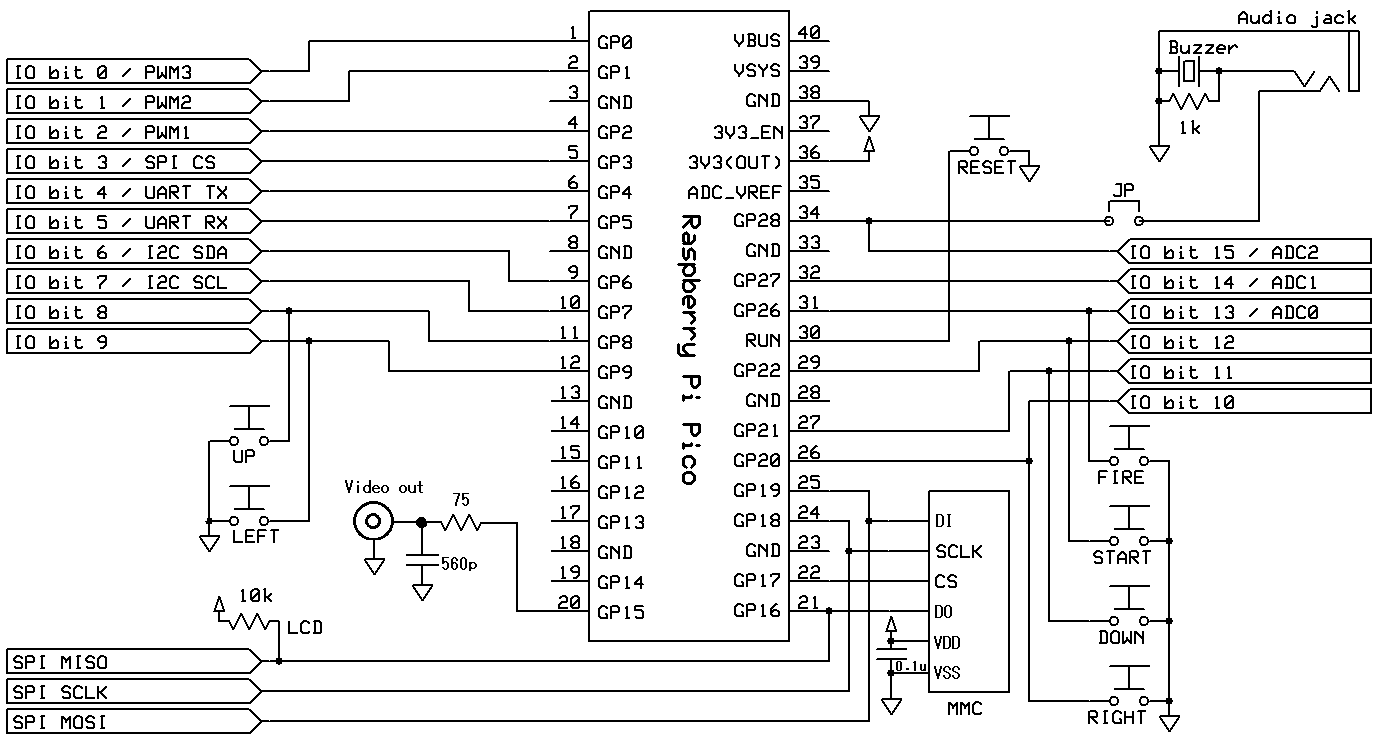 Audio jack
Buzzer
1k
IO bit 0 / PWM3
IO bit 1 / PWM2
IO bit 2 / PWM1
IO bit 3 / SPI CS
IO bit 4 / UART TX
IO bit 5 / UART RX
IO bit 6 / I2C SDA
IO bit 7 / I2C SCL
IO bit 8
IO bit 9
1 GP0
2 GP1
3 GND
4 GP2
5 GP3
6 GP4
7 GP5
8 GND
9 GP6
10 GP7
11 GP8
12 GP9
13 GND
14 GP10
15 GP11
16 GP12
17 GP13
18 GND
19 GP14
20 GP15
Raspberry Pi Pico
VBUS 40
VSYS 39
GND 38
3V3_EN 37
3V3(OUT) 36
ADC_VREF 35
GP28 34
GND 33
GP27 32
GP26 31
RUN 30
GP22 29
GND 28
GP21 27
GP20 26
GP19 25
GP18 24
GND 23
GP17 22
GP16 21
RESET
JP
IO bit 15 / ADC2
IO bit 14 / ADC1
IO bit 13 / ADC0
IO bit 12
IO bit 11
IO bit 10
UP
LEFT
Video out
75
560p
10k
LCD
SPI MISO
SPI SCLK
SPI MOSI
DI
SCLK
CS
DO
VDD
VSS
0.1u
MMC
FIRE
START
DOWN
RIGHT